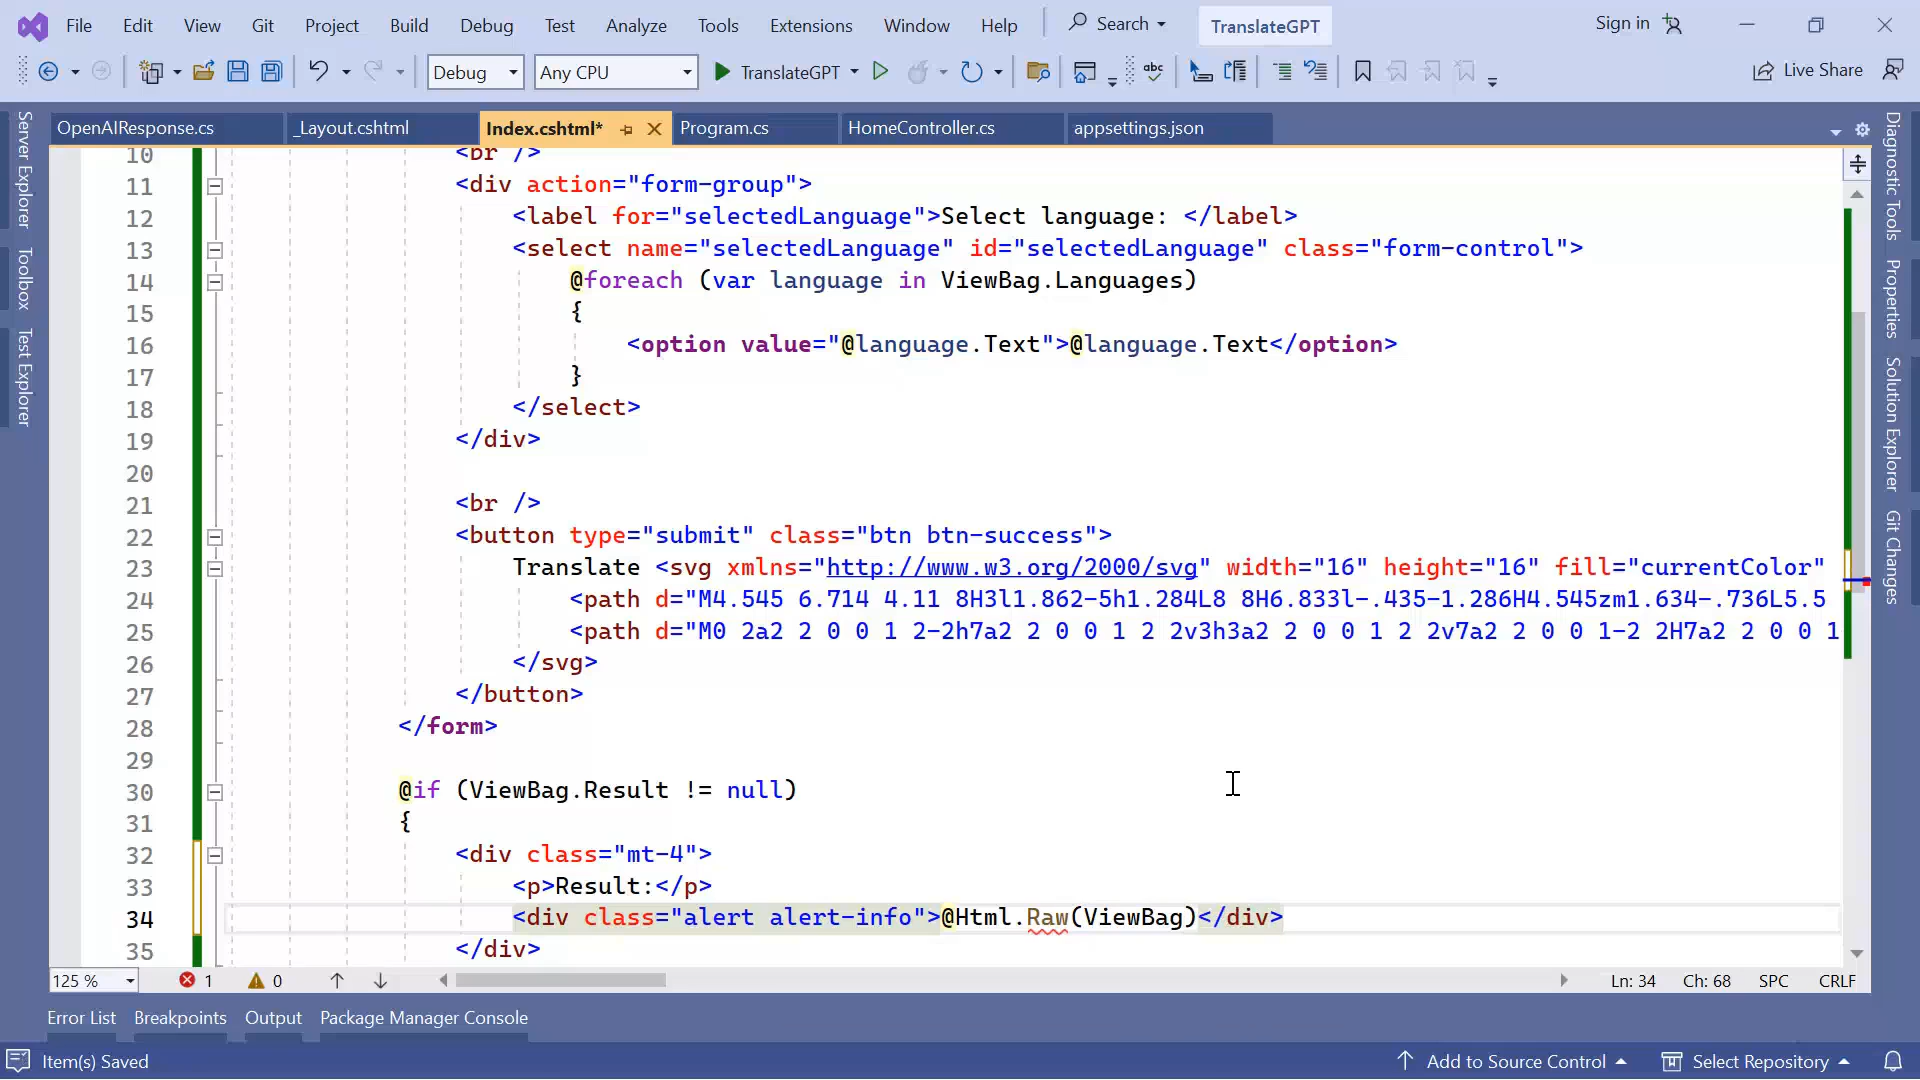 File Edit View Git Project Build Debug Test Analyze Tools Extensions Window Help Search TranslateGPT Sign in
Debug Any CPU TranslateGPT Live Share
OpenAIResponse.cs _Layout.cshtml Index.cshtml* Program.cs HomeController.cs appsettings.json
Server Explorer
Toolbox
Test Explorer
10 <br />
11 <div action="form-group">
12 <label for="selectedLanguage">Select language: </label>
13 <select name="selectedLanguage" id="selectedLanguage" class="form-control">
14 @foreach (var language in ViewBag.Languages)
15 {
16 <option value="@language.Text">@language.Text</option>
17 }
18 </select>
19 </div>
20
21 <br />
22 <button type="submit" class="btn btn-success">
23 Translate <svg xmlns="http://www.w3.org/2000/svg" width="16" height="16" fill="currentColor"
24 <path d="M4.545 6.714 4.11 8H3l1.862-5h1.284L8 8H6.833l-.435-1.286H4.545zm1.634-.736L5.5
25 <path d="M0 2a2 2 0 0 1 2-2h7a2 2 0 0 1 2 2v3h3a2 2 0 0 1 2 2v7a2 2 0 0 1-2 2H7a2 2 0 0 1
26 </svg>
27 </button>
28 </form>
29
30 @if (ViewBag.Result != null)
31 {
32 <div class="mt-4">
33 <p>Result:</p>
34 <div class="alert alert-info">@Html.Raw(ViewBag)</div>
35 </div>
Diagnostic Tools
Properties
Solution Explorer
Git Changes
125 % 1 0 Ln: 34 Ch: 68 SPC CRLF
Error List Breakpoints Output Package Manager Console
Item(s) Saved Add to Source Control Select Repository